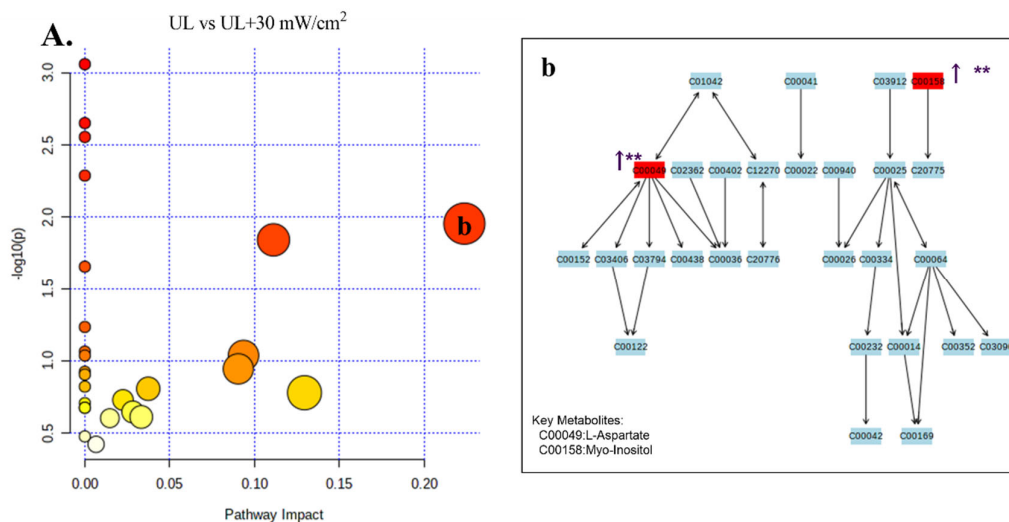 A.
UL vs UL+30 mW/cm²
3.0
2.5
2.0
1.5
1.0
0.5
-log10(p)
b
0.00 0.05 0.10 0.15 0.20
Pathway Impact
b
C01042 C00041 C03912 C00158 ↑ **
↑**
C00049 C02362 C00402 C12270 C00022 C00940 C00025 C20775
C00152 C03406 C03794 C00438 C00036 C20776 C00026 C00334 C00064
C00122 C00232 C00014 C00352
C00042 C00169
Key Metabolites:
C00049:L-Aspartate
C00158:Myo-Inositol